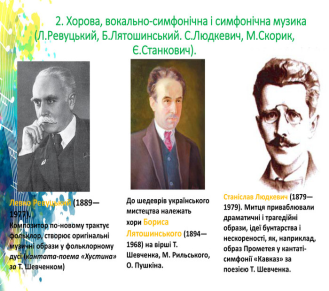 2. Хорова, вокально-симфонічна і симфонічна музика
(Л.Ревуцький, Б.Лятошинський. С.Людкевич, М.Скорик,
Є.Станкович).
Левко Ревуцький (1889—
1977).
Композитор по-новому трактує
фольклор, створює оригінальні
музичні образи у фольклорному
дусі (кантата-поема «Хустина»
за Т. Шевченком)
До шедеврів українського
мистецтва належать
хори Бориса
Лятошинського (1894—
1968) на вірші Т.
Шевченка, М. Рильського,
О. Пушкіна.
Станіслав Людкевич (1879—
1979). Митця приваблювали
драматичні і трагедійні
образи, ідеї бунтарства і
нескореності, як, наприклад,
образ Прометея у кантаті-
симфонії «Кавказ» за
поезією Т. Шевченка.